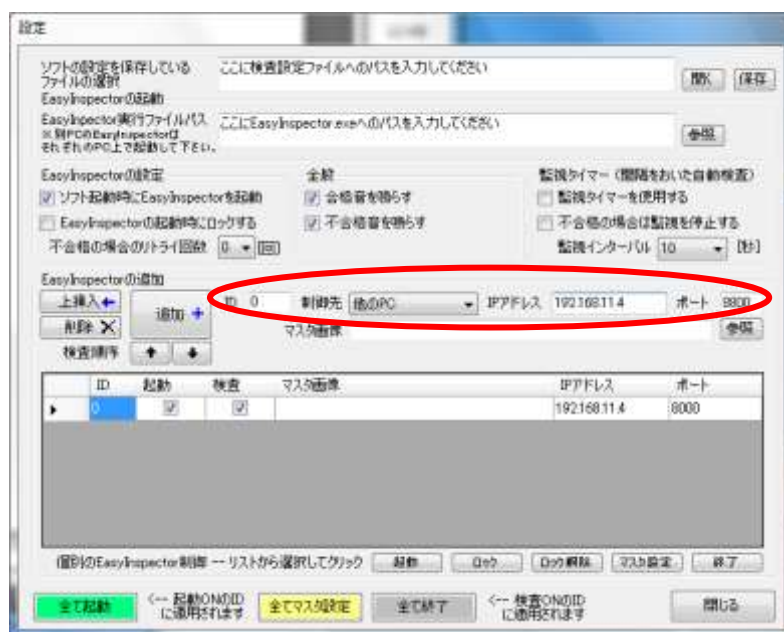 設定
ソフトの設定を保存している
ファイルの選択
ここに検査設定ファイルへのパスを入力してください
開く 保存
EasyInspectorの起動
EasyInspector実行ファイルパス
※別PCのEasyInspectorは
それぞれのPC上で起動して下さい。
ここにEasyInspector.exeへのパスを入力してください
参照
EasyInspectorの設定 全般 監視タイマー（間隔をおいた自動検査）
ソフト起動時にEasyInspectorを起動 合格音を鳴らす 監視タイマーを使用する
EasyInspectorの起動時にロックする 不合格音を鳴らす 不合格の場合は監視を停止する
不合格の場合のリトライ回数 0 [回] 監視インターバル 10 [秒]
EasyInspectorの追加
上挿入 追加 ID 0 制御先 他のPC IPアドレス 192.168.11.4 ポート 8800
削除 マスタ画像 参照
検査順序
ID 起動 検査 マスタ画像 IPアドレス ポート
0 192.168.11.4 8000
個別のEasyInspector制御 -- リストから選択してクリック 起動 ロック ロック解除 マスタ設定 終了
全て起動 <-- 起動ONのID
に適用されます 全てマスタ設定 全て終了 <-- 検査ONのID
に適用されます 閉じる